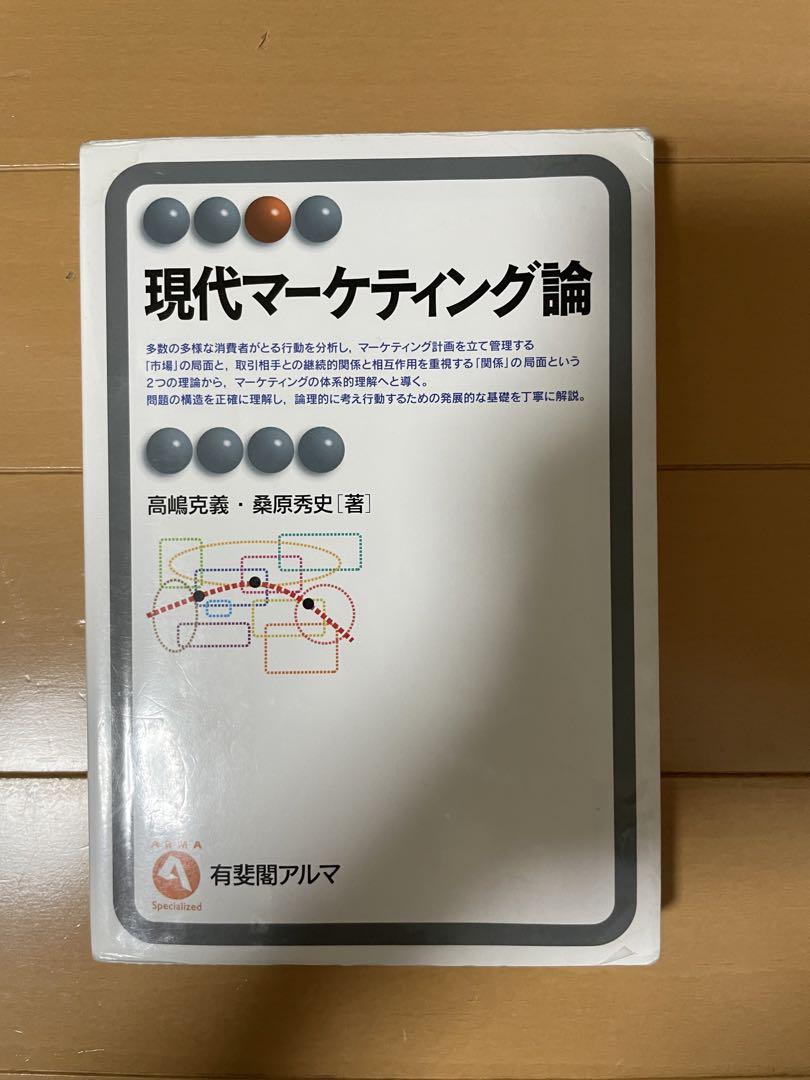 現代マーケティング論
多数の多様な消費者がとる行動を分析し，マーケティング計画を立て管理する
「市場」の局面と，取引相手との継続的関係と相互作用を重視する「関係」の局面という
2つの理論から，マーケティングの体系的理解へと導く。
問題の構造を正確に理解し，論理的に考え行動するための発展的な基礎を丁寧に解説。
高嶋克義・桑原秀史［著］
ARMA
A
Specialized
有斐閣アルマ